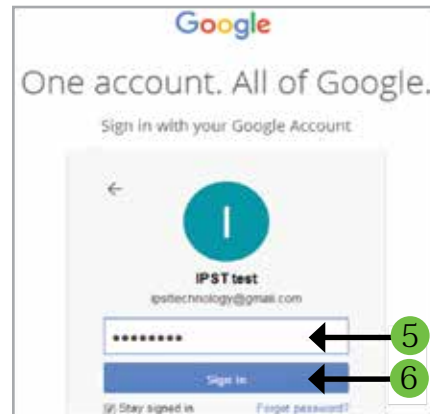 Google
One account. All of Google.
Sign in with your Google Account
I
IPST test
ipsttechnology@gmail.com
5
Sign in
6
Stay signed in Forgot password?